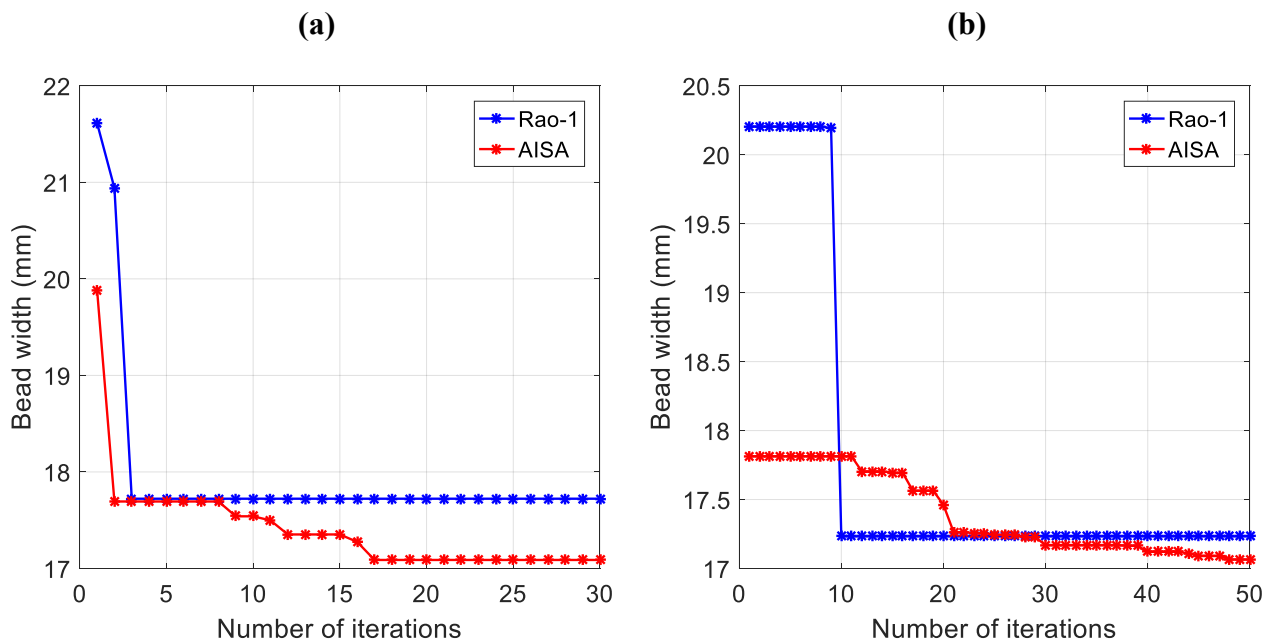 (a)
22
21
20
19
18
17
Bead width (mm)
0 5 10 15 20 25 30
Number of iterations
Rao-1
AISA
(b)
20.5
20
19.5
19
18.5
18
17.5
17
Bead width (mm)
0 10 20 30 40 50
Number of iterations
Rao-1
AISA